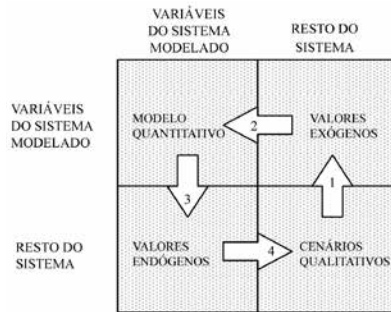 VARIÁVEIS
DO SISTEMA
MODELADO
RESTO DO
SISTEMA
VARIÁVEIS
DO SISTEMA
MODELADO
MODELO
QUANTITATIVO
2
VALORES
EXÓGENOS
3
1
RESTO DO
SISTEMA
VALORES
ENDÓGENOS
4
CENÁRIOS
QUALITATIVOS